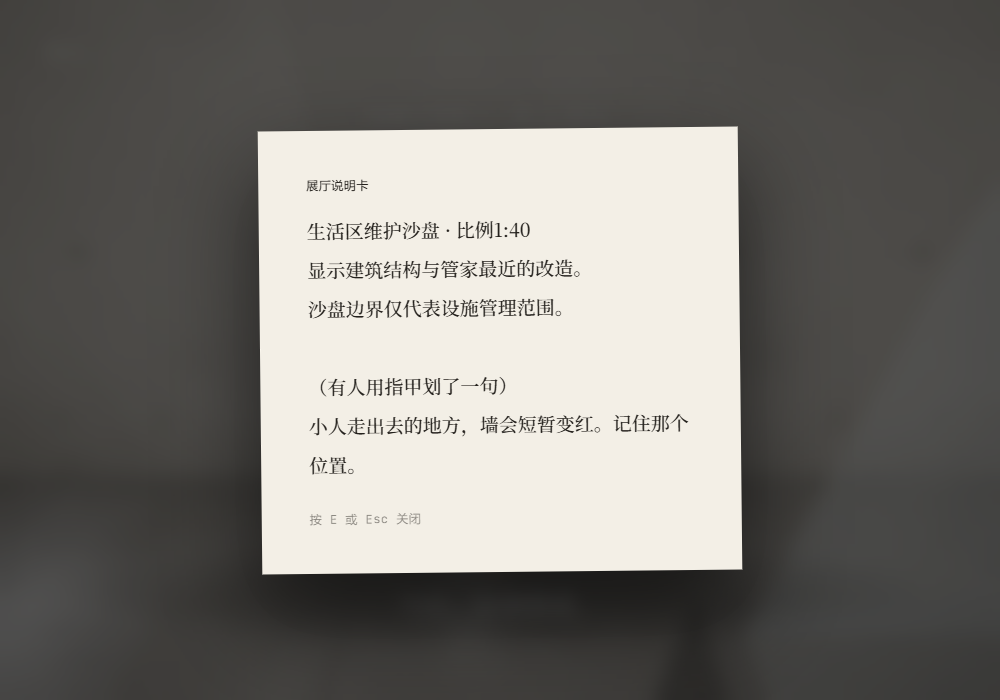 展厅说明卡
生活区维护沙盘 · 比例1:40
显示建筑结构与管家最近的改造。
沙盘边界仅代表设施管理范围。
（有人用指甲划了一句）
小人走出去的地方，墙会短暂变红。记住那个
位置。
按 E 或 Esc 关闭